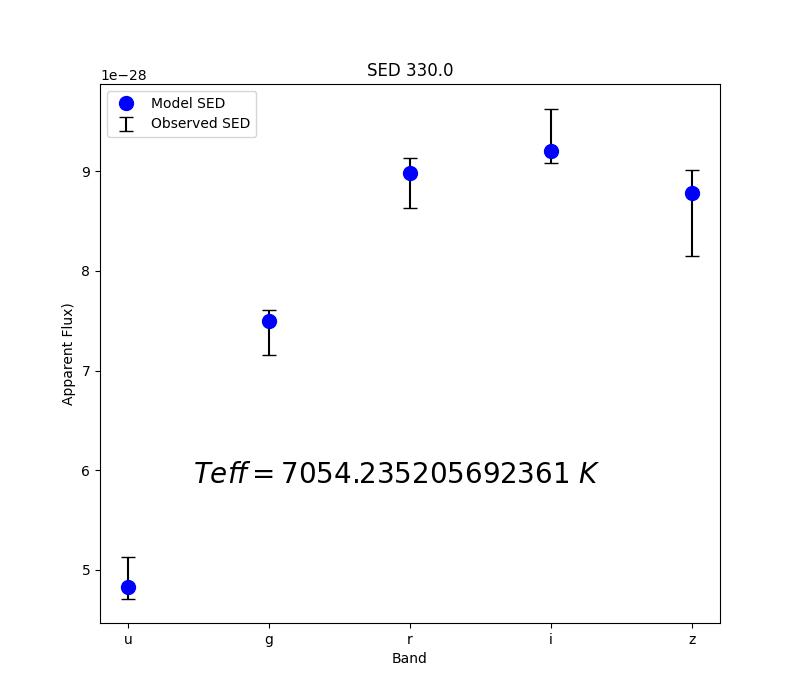 SED 330.0
1e−28
Model SED
Observed SED
9
8
7
6
5
Apparent Flux)
Teff = 7054.235205692361 K
u g r i z
Band